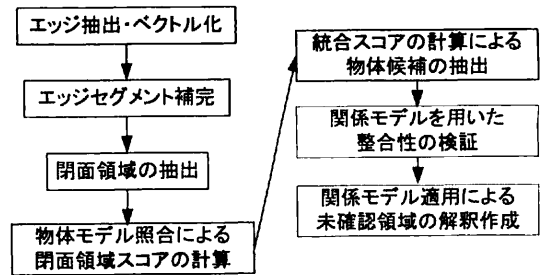 エッジ抽出・ベクトル化
エッジセグメント補完
閉面領域の抽出
物体モデル照合による
閉面領域スコアの計算
統合スコアの計算による
物体候補の抽出
関係モデルを用いた
整合性の検証
関係モデル適用による
未確認領域の解釈作成